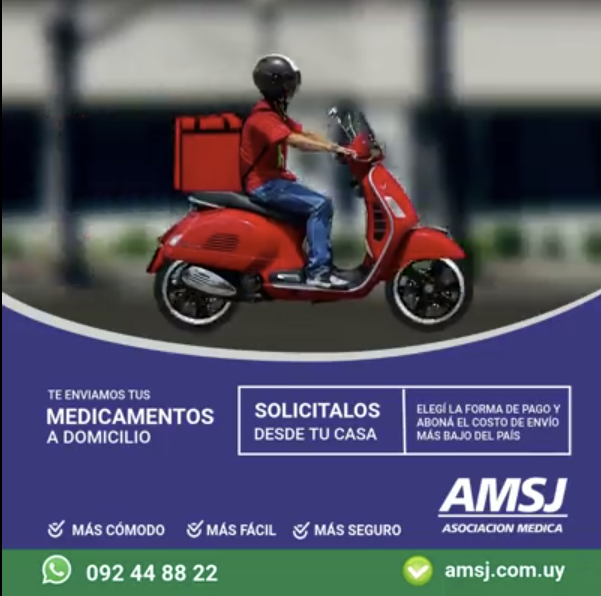 TE ENVIAMOS TUS
MEDICAMENTOS
A DOMICILIO
SOLICITALOS
DESDE TU CASA
ELEGÍ LA FORMA DE PAGO Y
ABONÁ EL COSTO DE ENVÍO
MÁS BAJO DEL PAÍS
AMSJ
ASOCIACION MEDICA
MÁS CÓMODO
MÁS FÁCIL
MÁS SEGURO
092 44 88 22
amsj.com.uy